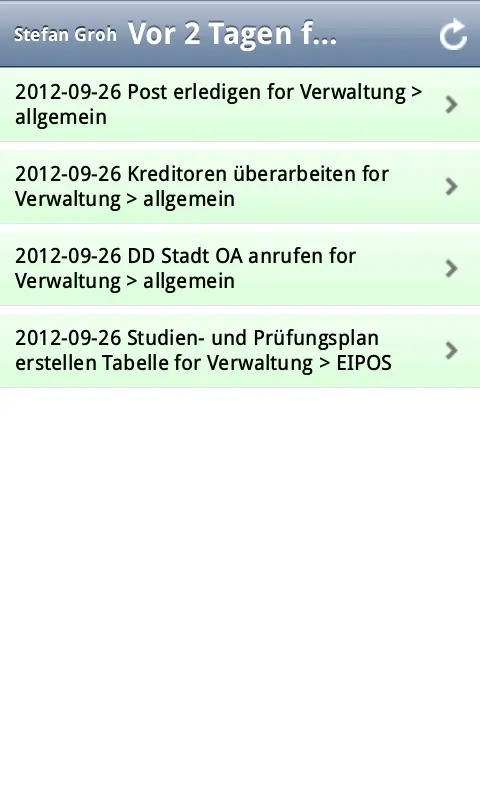 Stefan Groh Vor 2 Tagen f...
2012-09-26 Post erledigen for Verwaltung >
allgemein
2012-09-26 Kreditoren überarbeiten for
Verwaltung > allgemein
2012-09-26 DD Stadt OA anrufen for
Verwaltung > allgemein
2012-09-26 Studien- und Prüfungsplan
erstellen Tabelle for Verwaltung > EIPOS